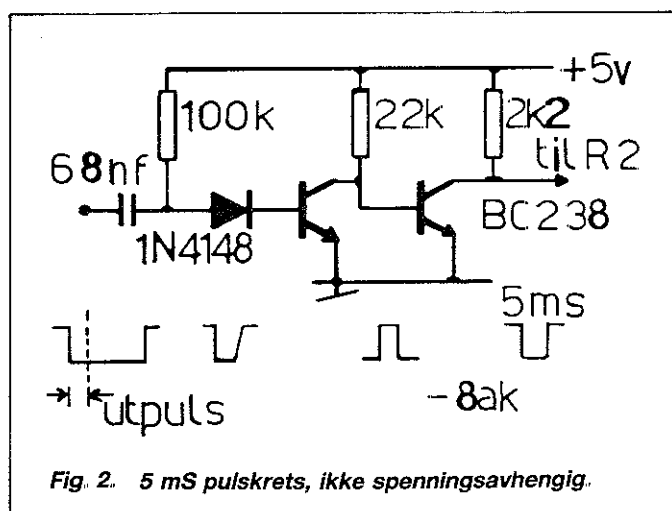 +5v
100k
22k
2k2
68nf
til R2
1N4148
BC238
5ms
utpuls
-8ak
Fig. 2. 5 mS pulskrets, ikke spenningsavhengig.